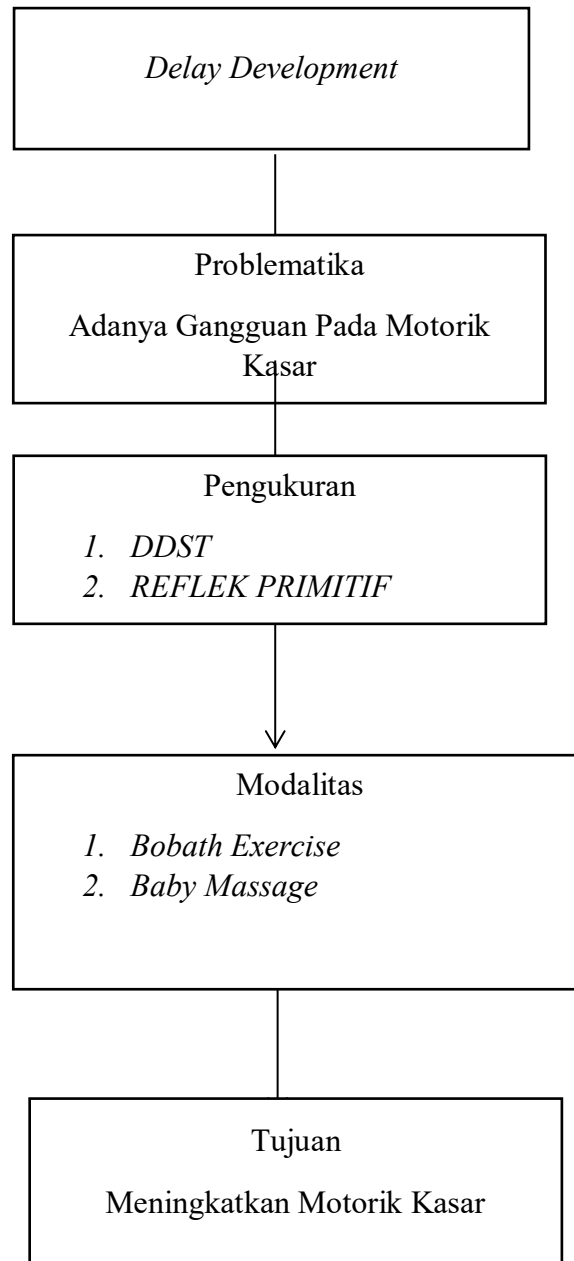 Delay Development
Problematika
Adanya Gangguan Pada Motorik
Kasar
Pengukuran
1. DDST
2. REFLEK PRIMITIF
Modalitas
1. Bobath Exercise
2. Baby Massage
Tujuan
Meningkatkan Motorik Kasar